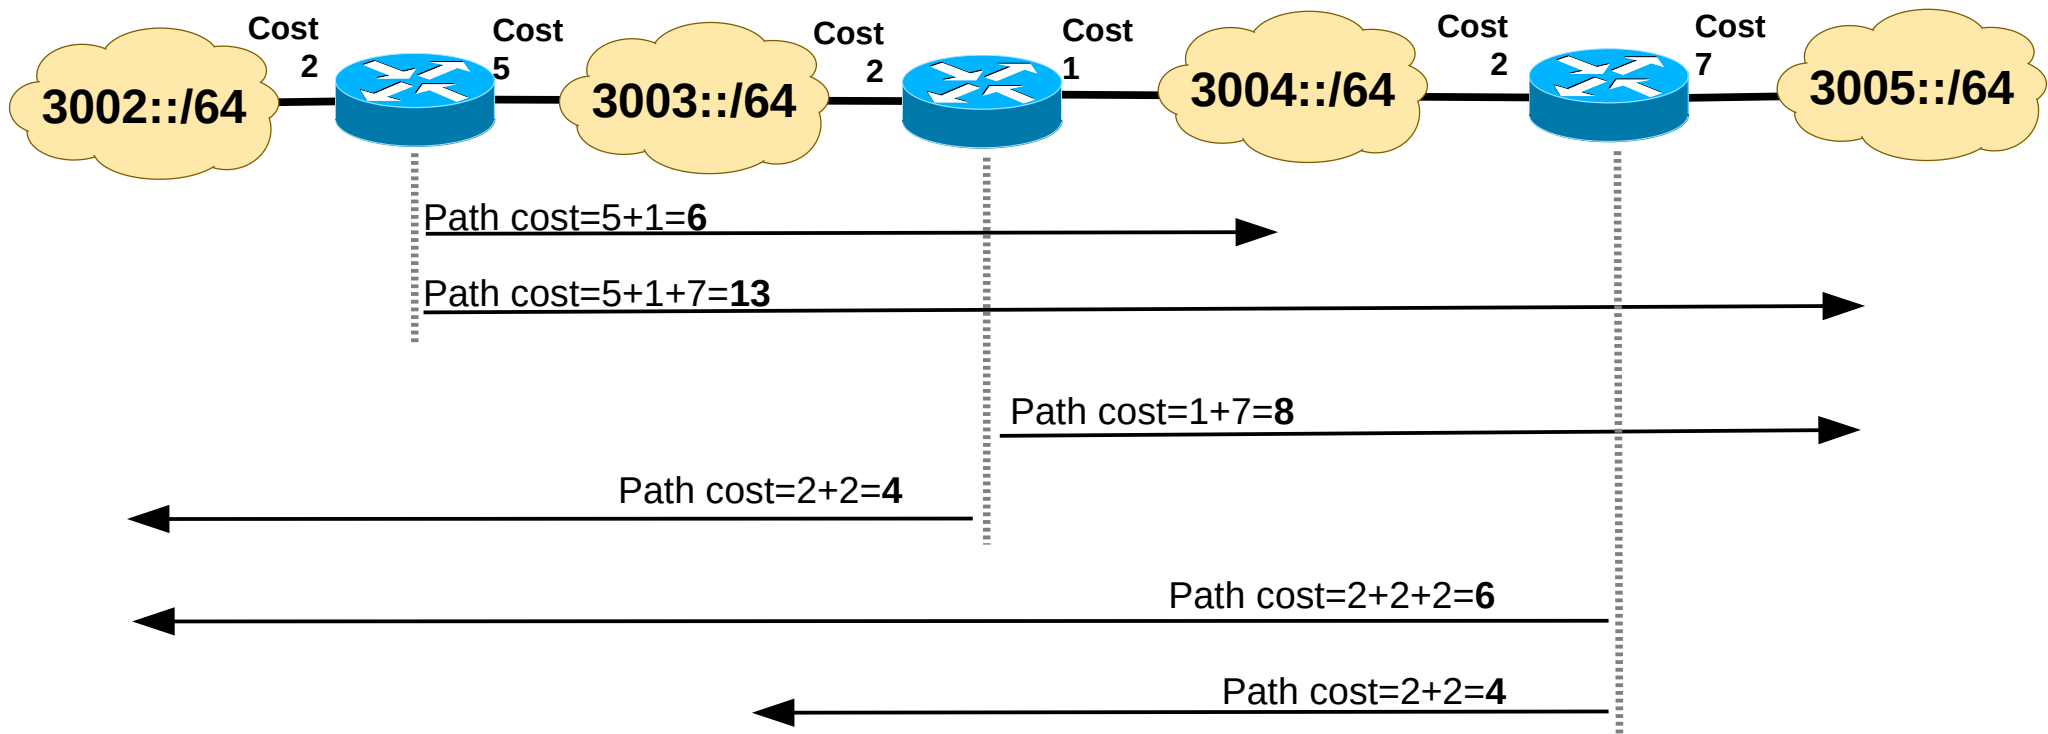 Cost
2
Cost
5
Cost
2
Cost
1
Cost
2
Cost
7
3002::/64
3003::/64
3004::/64
3005::/64
Path cost=5+1=6
Path cost=5+1+7=13
Path cost=1+7=8
Path cost=2+2=4
Path cost=2+2+2=6
Path cost=2+2=4